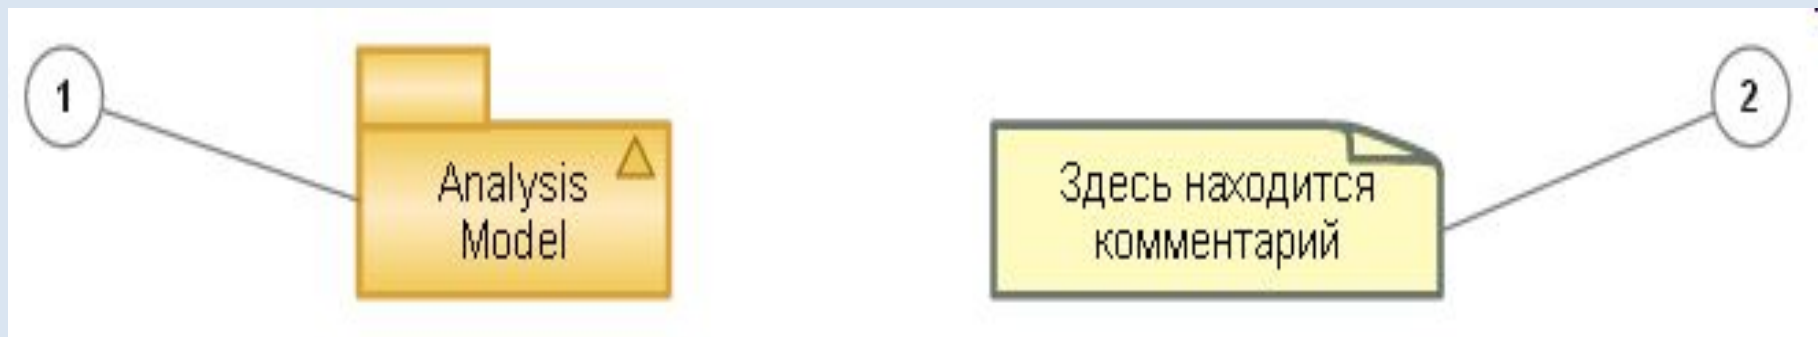 1
Analysis
Model
Здесь находится
комментарий
2